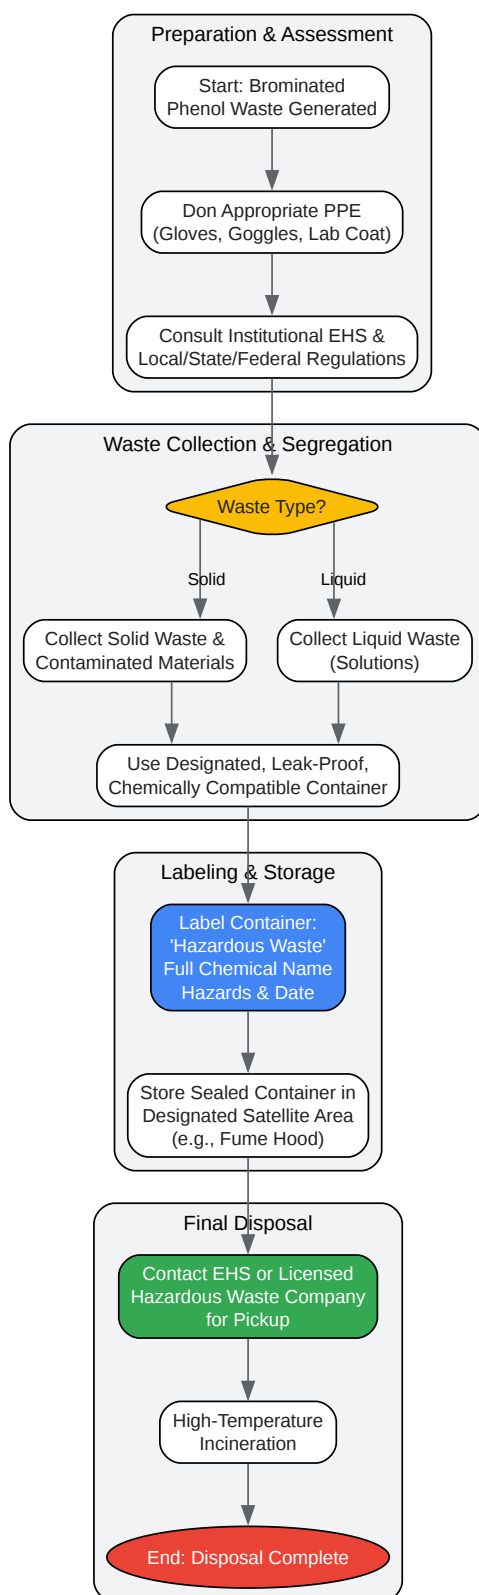 Preparation & Assessment
Start: Brominated
Phenol Waste Generated
Don Appropriate PPE
(Gloves, Goggles, Lab Coat)
Consult Institutional EHS &
Local/State/Federal Regulations
Waste Collection & Segregation
Waste Type?
Solid
Liquid
Collect Solid Waste &
Contaminated Materials
Collect Liquid Waste
(Solutions)
Use Designated, Leak-Proof,
Chemically Compatible Container
Labeling & Storage
Label Container:
'Hazardous Waste'
Full Chemical Name
Hazards & Date
Store Sealed Container in
Designated Satellite Area
(e.g., Fume Hood)
Final Disposal
Contact EHS or Licensed
Hazardous Waste Company
for Pickup
High-Temperature
Incineration
End: Disposal Complete